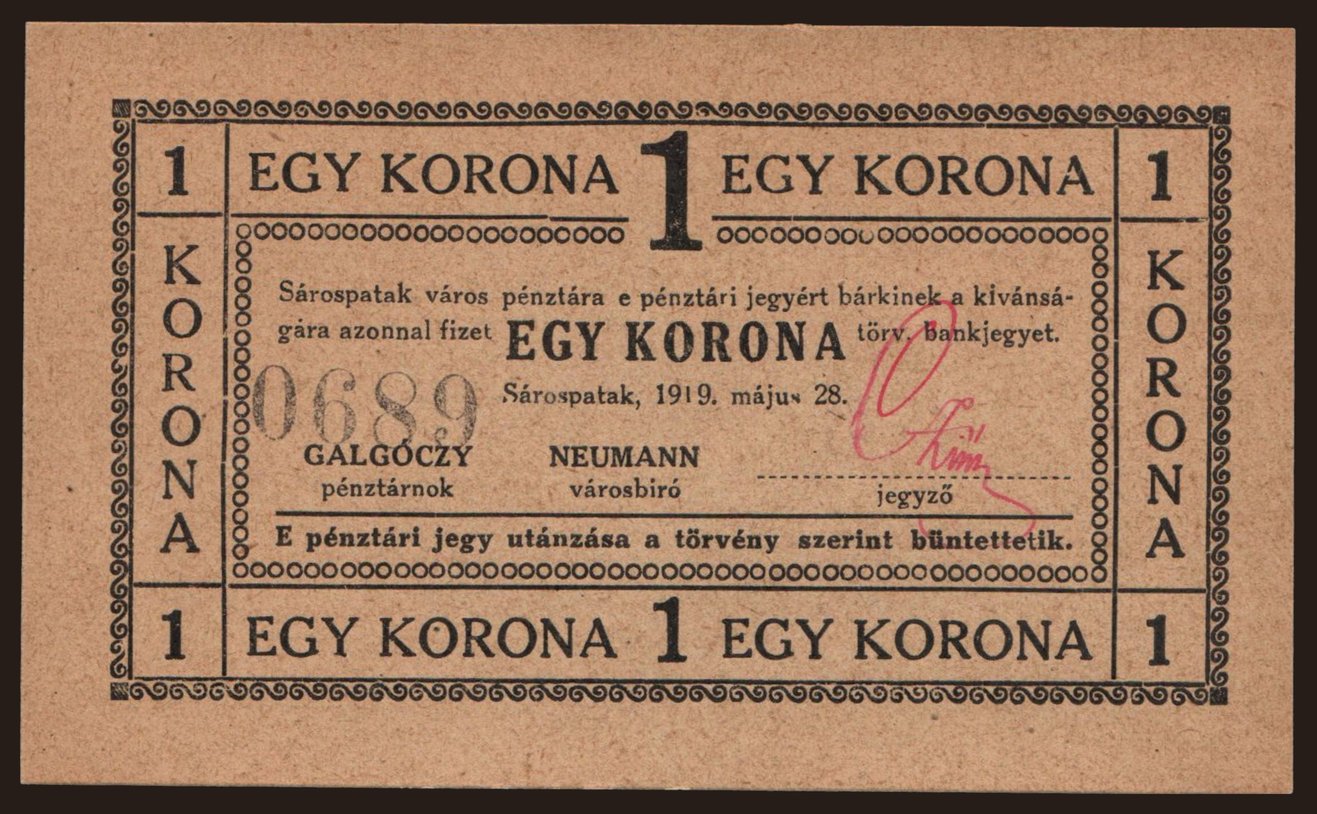 1 EGY KORONA 1 EGY KORONA 1
KORONA
KORONA
Sárospatak város pénztára e pénztári jegyért bárkinek a kivánsá-
gára azonnal fizet EGY KORONA törv. bankjegyet.
0689
Sárospatak, 1919. május 28.
GALGÓCZY NEUMANN
pénztárnok városbiró jegyző
E pénztári jegy utánzása a törvény szerint büntettetik.
1 EGY KORONA 1 EGY KORONA 1